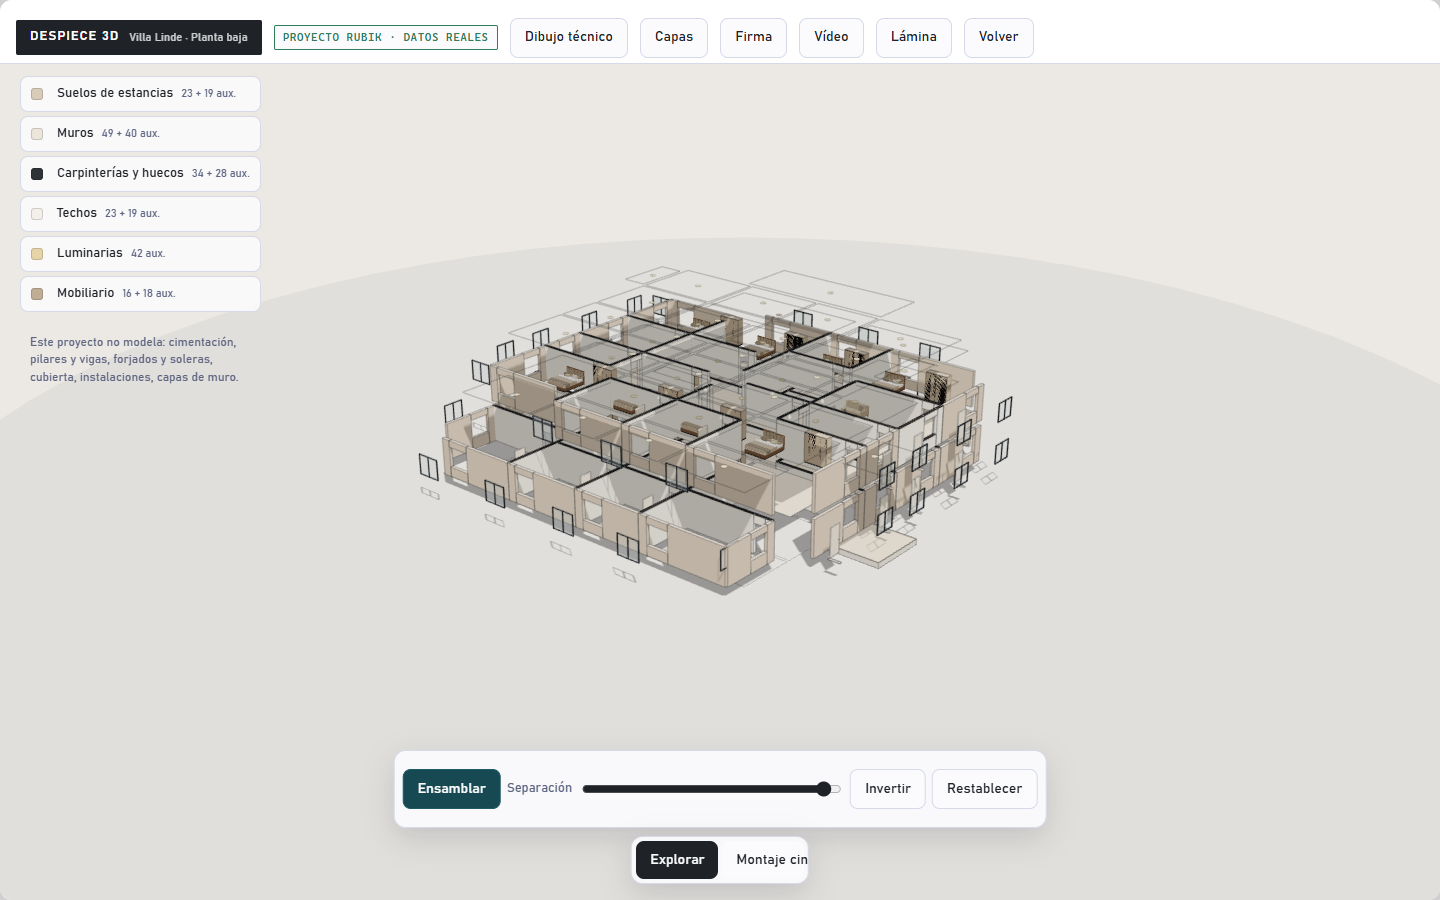 DESPIECE 3D Villa Linde · Planta baja
PROYECTO RUBIK · DATOS REALES
Dibujo técnico
Capas
Firma
Vídeo
Lámina
Volver
Suelos de estancias 23 + 19 aux.
Muros 49 + 40 aux.
Carpinterías y huecos 34 + 28 aux.
Techos 23 + 19 aux.
Luminarias 42 aux.
Mobiliario 16 + 18 aux.
Este proyecto no modela: cimentación,
pilares y vigas, forjados y soleras,
cubierta, instalaciones, capas de muro.
Ensamblar
Separación
Invertir
Restablecer
Explorar
Montaje cin